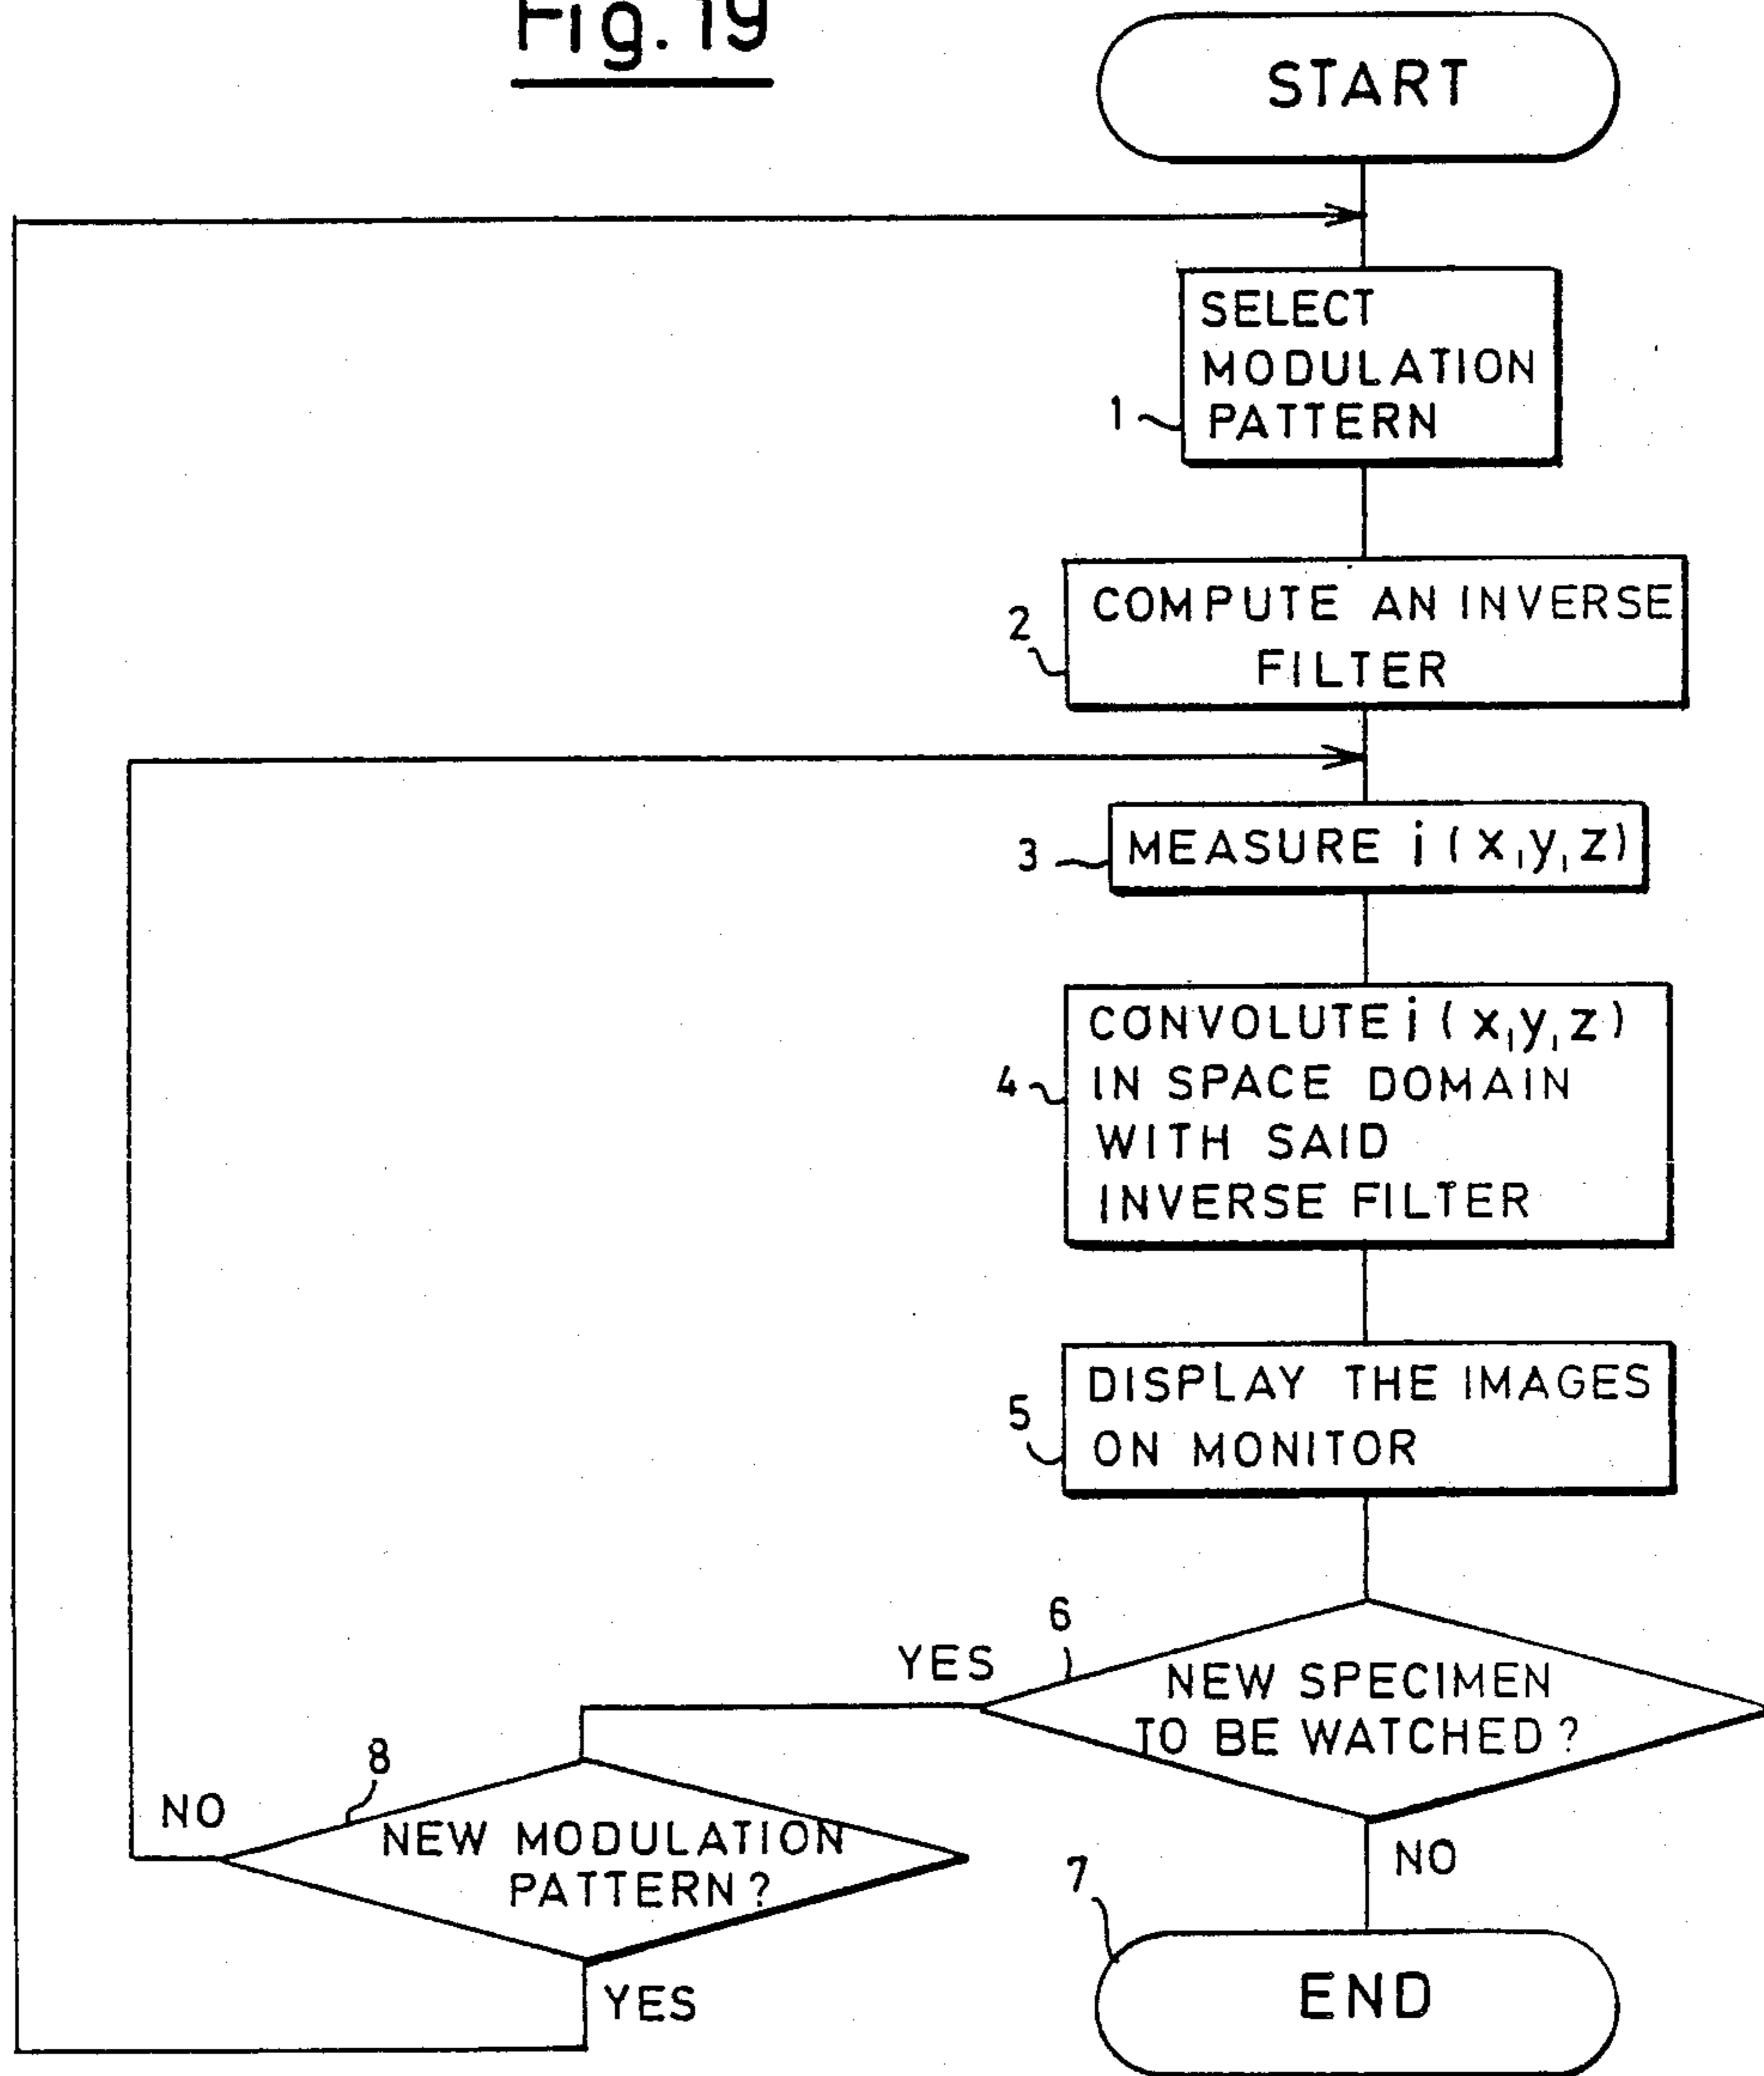 Fig. 19
START
SELECT
MODULATION
PATTERN
1
COMPUTE AN INVERSE
FILTER
2
MEASURE i (x,y,z)
3
CONVOLUTE i (x,y,z)
IN SPACE DOMAIN
WITH SAID
INVERSE FILTER
4
DISPLAY THE IMAGES
ON MONITOR
5
6
YES
NEW SPECIMEN
TO BE WATCHED?
8
NO
NEW MODULATION
PATTERN?
NO
7
YES
END